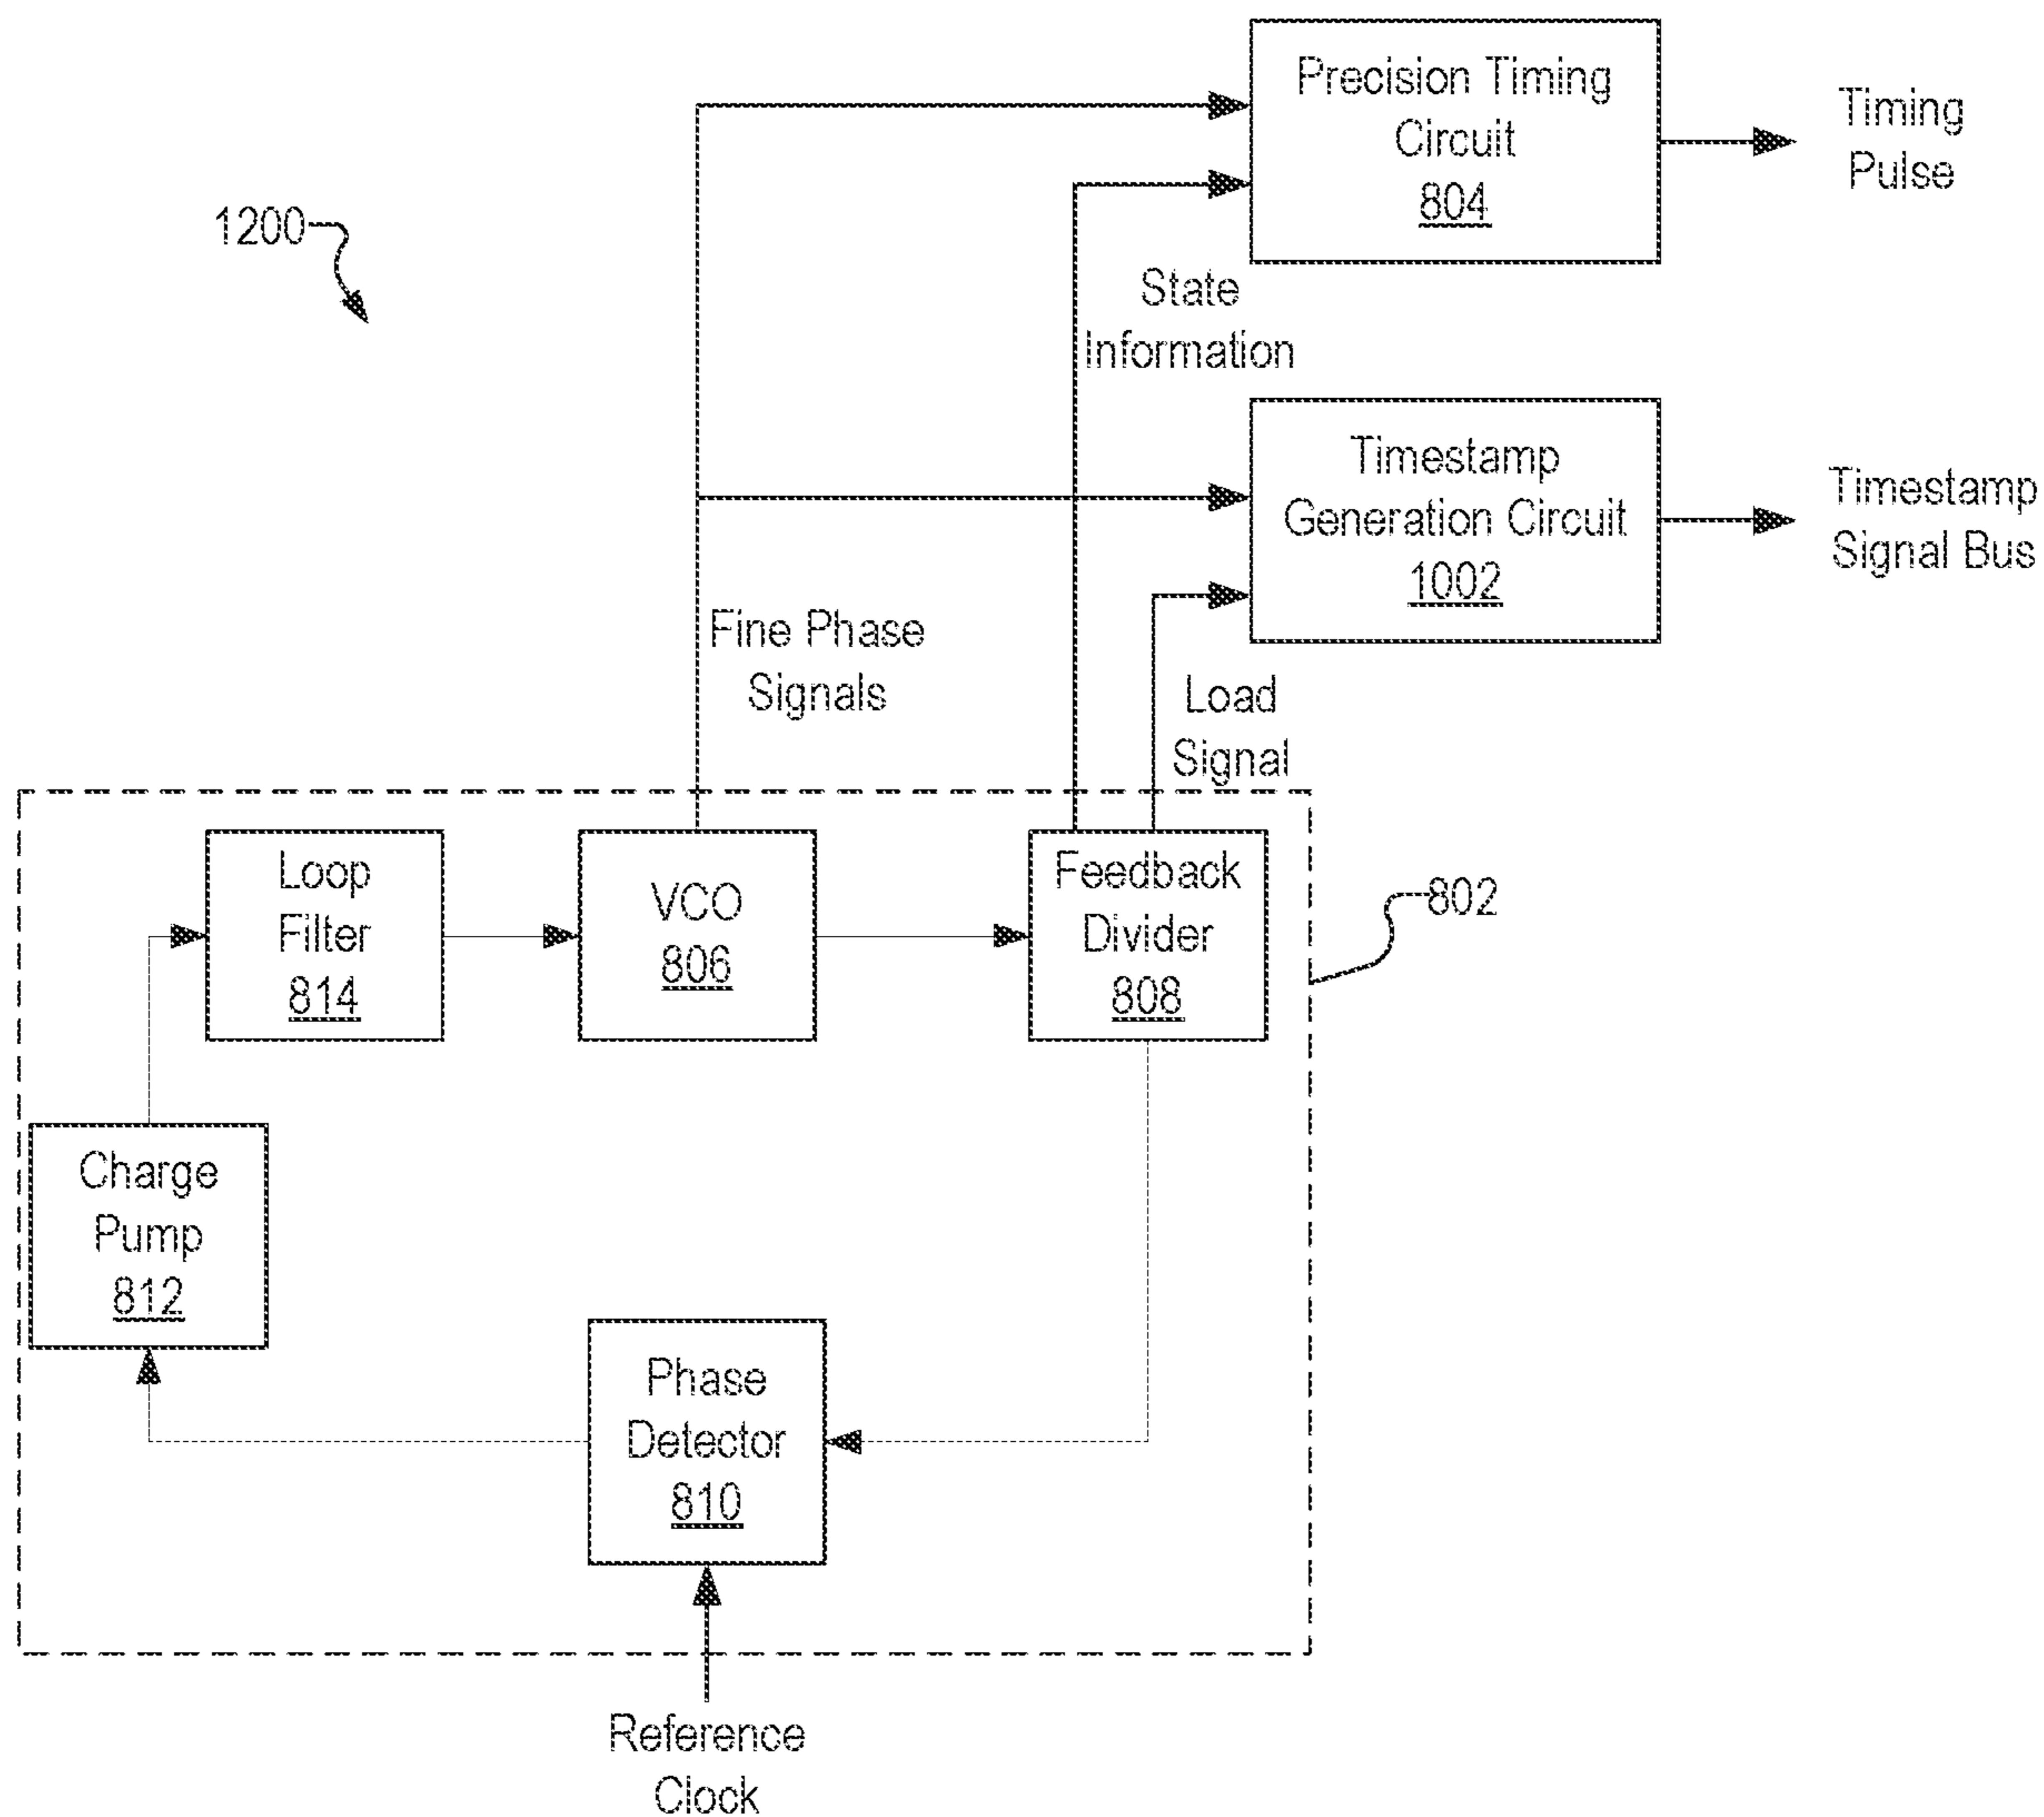 Precision Timing
Circuit
804
Timing
Pulse
1200
State
Information
Timestamp
Generation Circuit
1002
Timestamp
Signal Bus
Fine Phase
Signals
Load
Signal
Loop
Filter
814
VCO
806
Feedback
Divider
808
802
Charge
Pump
812
Phase
Detector
810
Reference
Clock